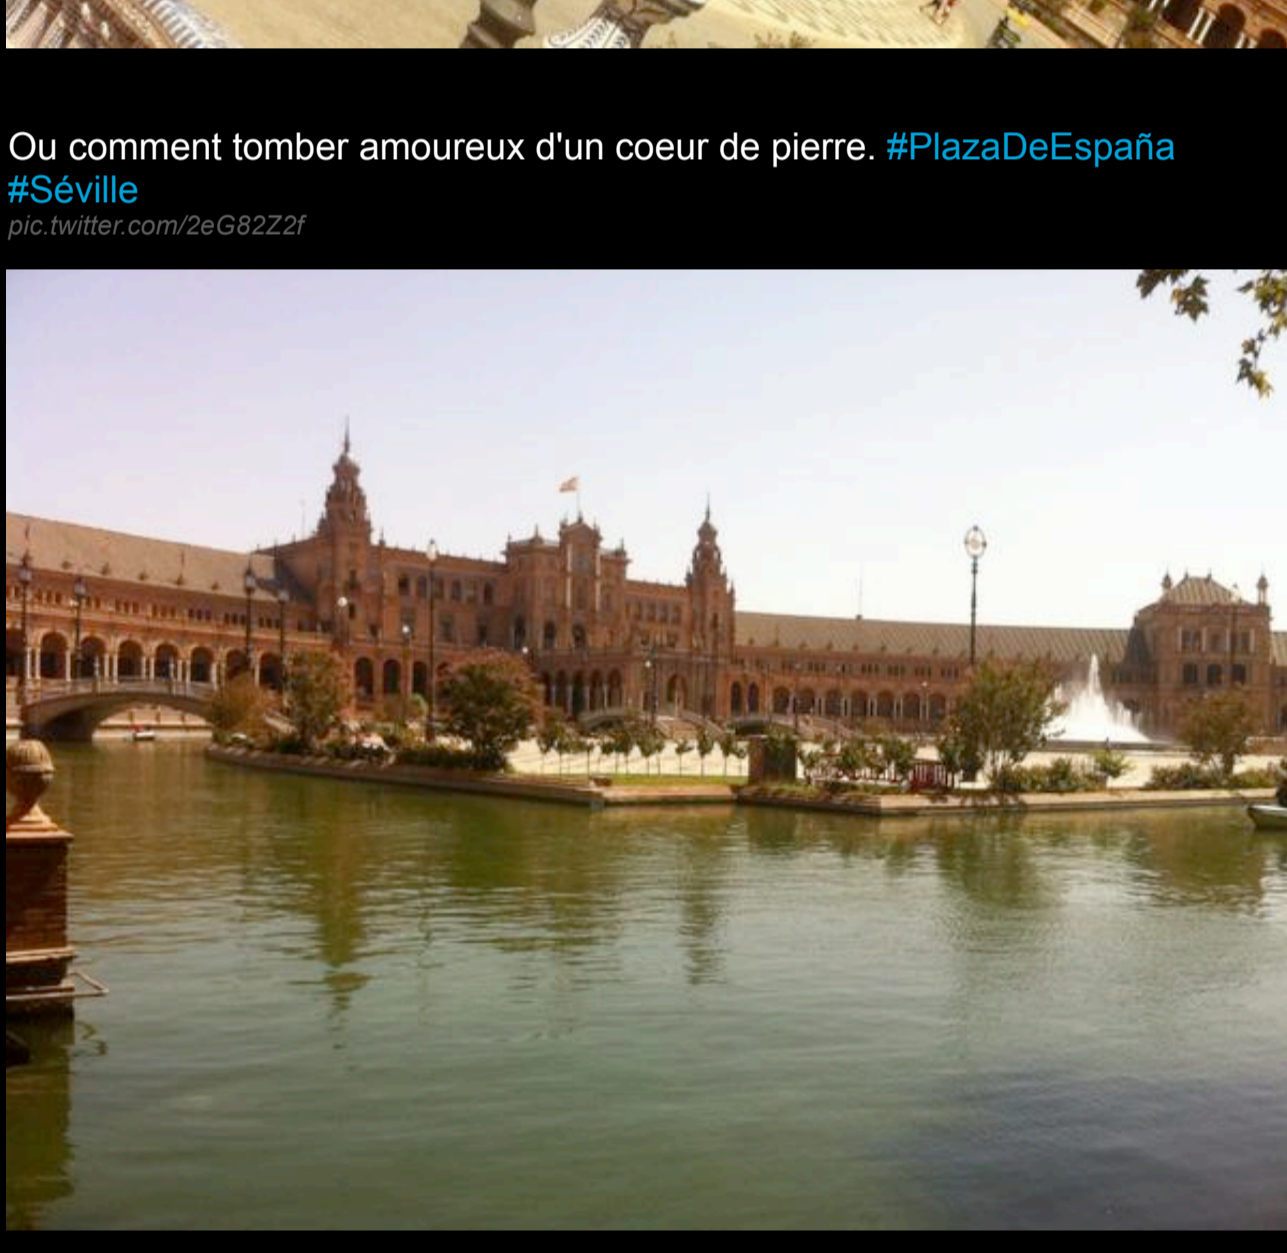 Ou comment tomber amoureux d'un coeur de pierre. #PlazaDeEspaña
#Séville
pic.twitter.com/2eG82Z2f